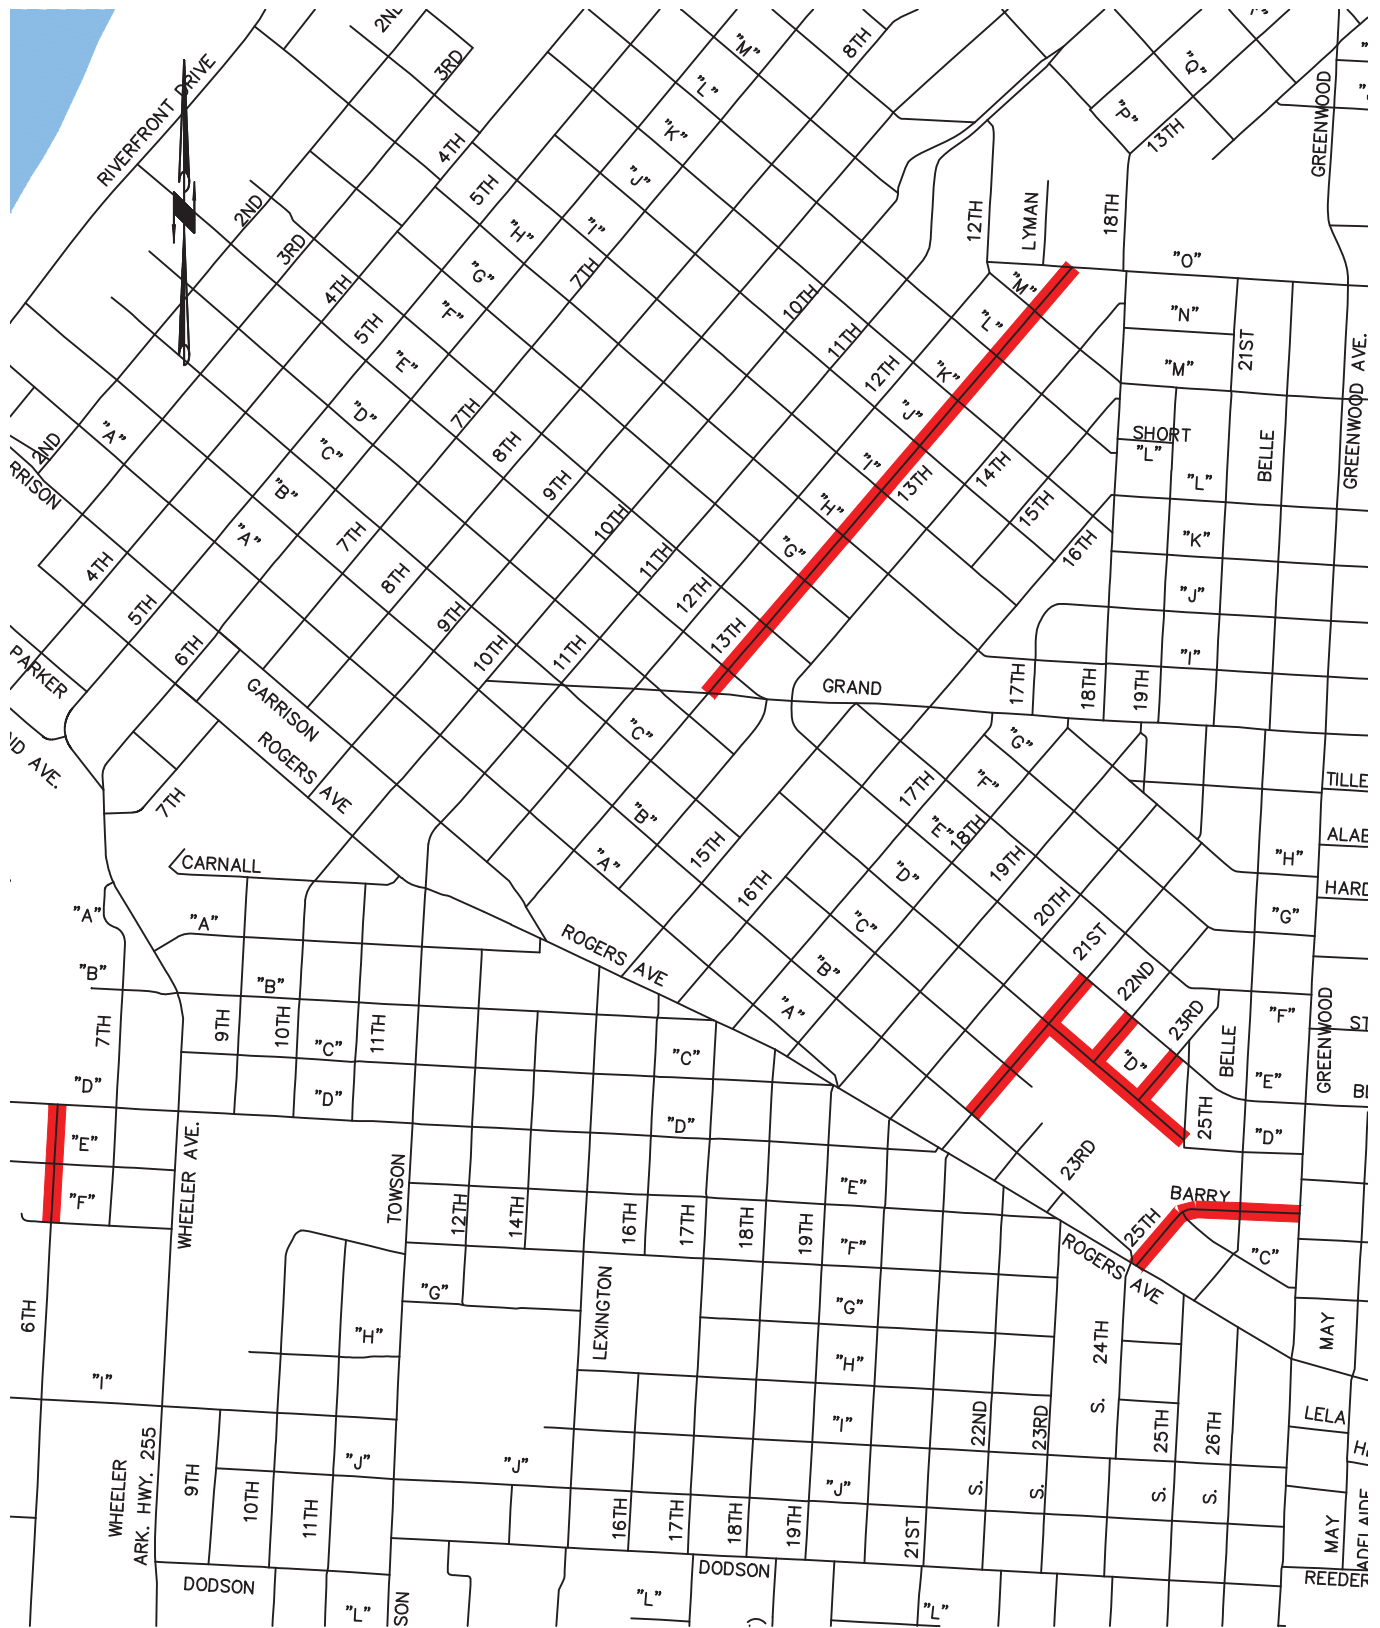 2ND
3RD
"M"
8TH
"L"
"Q"
"P"
13TH
GREENWOOD
RIVERFRONT DRIVE
4TH
"K"
5TH
"J"
2ND
"H"
"I"
12TH
LYMAN
18TH
3RD
"G"
7TH
"O"
4TH
"F"
10TH
"M"
"N"
5TH
"E"
11TH
"L"
21ST
12TH
"K"
"M"
GREENWOOD AVE.
"D"
7TH
"J"
"A"
"C"
8TH
SHORT
"L"
BELLE
2ND
RRISON
"B"
9TH
"I"
13TH
14TH
"L"
"A"
7TH
10TH
"H"
15TH
"K"
4TH
8TH
11TH
"G"
16TH
5TH
9TH
12TH
"J"
6TH
10TH
11TH
13TH
"I"
PARKER
GARRISON
GRAND
17TH
18TH
19TH
ROGERS AVE
"C"
"G"
ND AVE.
7TH
"B"
17TH
"F"
TILLE
"A"
15TH
"E"
18TH
ALAB
CARNALL
16TH
"D"
19TH
"H"
HARD
"A"
"A"
"C"
20TH
"G"
ROGERS AVE
21ST
"B"
"B"
"B"
22ND
"A"
23RD
"F"
GREENWOOD
ST
7TH
9TH
10TH
"C"
11TH
"C"
"D"
BELLE
"D"
"D"
"E"
BL
"E"
"D"
25TH
"D"
WHEELER AVE.
"F"
TOWSON
12TH
14TH
16TH
17TH
18TH
19TH
"E"
23RD
BARRY
"F"
25TH
"C"
ROGERS AVE
6TH
"G"
"G"
"H"
LEXINGTON
"H"
24TH
S.
MAY
"I"
"I"
22ND
S.
23RD
S.
25TH
S.
26TH
S.
LELA
WHEELER
ARK. HWY. 255
9TH
10TH
11TH
"J"
"J"
"J"
16TH
17TH
18TH
19TH
21ST
MAY
ADELAIDE
DODSON
DODSON
REEDER
"L"
SON
"L"
"L"